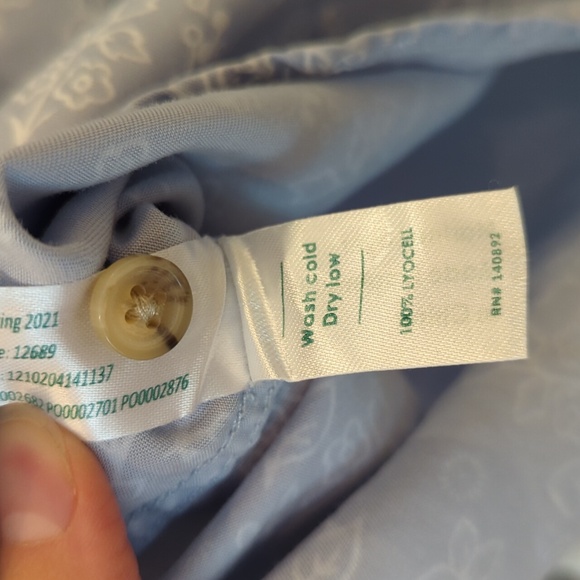 ing 2021
e: 12689
: 1210204141137
PO0002701 PO0002876
Wash cold
Dry low
100% LYOCELL
RN# 140892